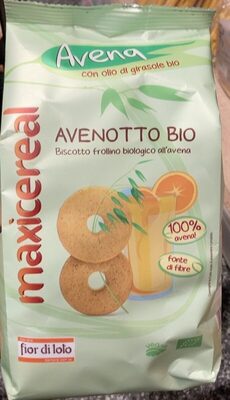 Avena
con olio di girasole bio
AVENOTTO BIO
Biscotto frollino biologico all'avena
maxicereal
100%
avena!
fonte
di fibre
fior di loto